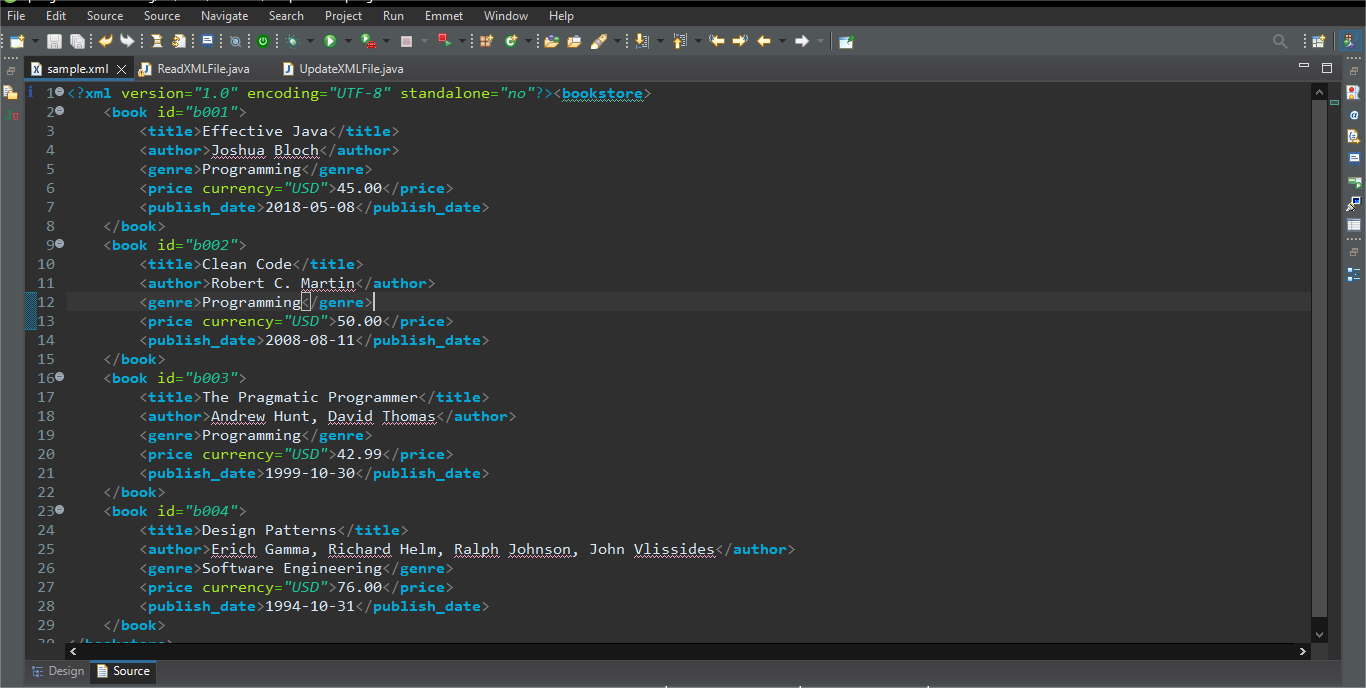 File Edit Source Source Navigate Search Project Run Emmet Window Help
sample.xml ReadXMLFile.java UpdateXMLFile.java
1 <?xml version="1.0" encoding="UTF-8" standalone="no"?><bookstore>
2 <book id="b001">
3 <title>Effective Java</title>
4 <author>Joshua Bloch</author>
5 <genre>Programming</genre>
6 <price currency="USD">45.00</price>
7 <publish_date>2018-05-08</publish_date>
8 </book>
9 <book id="b002">
10 <title>Clean Code</title>
11 <author>Robert C. Martin</author>
12 <genre>Programming</genre>
13 <price currency="USD">50.00</price>
14 <publish_date>2008-08-11</publish_date>
15 </book>
16 <book id="b003">
17 <title>The Pragmatic Programmer</title>
18 <author>Andrew Hunt, David Thomas</author>
19 <genre>Programming</genre>
20 <price currency="USD">42.99</price>
21 <publish_date>1999-10-30</publish_date>
22 </book>
23 <book id="b004">
24 <title>Design Patterns</title>
25 <author>Erich Gamma, Richard Helm, Ralph Johnson, John Vlissides</author>
26 <genre>Software Engineering</genre>
27 <price currency="USD">76.00</price>
28 <publish_date>1994-10-31</publish_date>
29 </book>
30 </bookstore>
Design Source